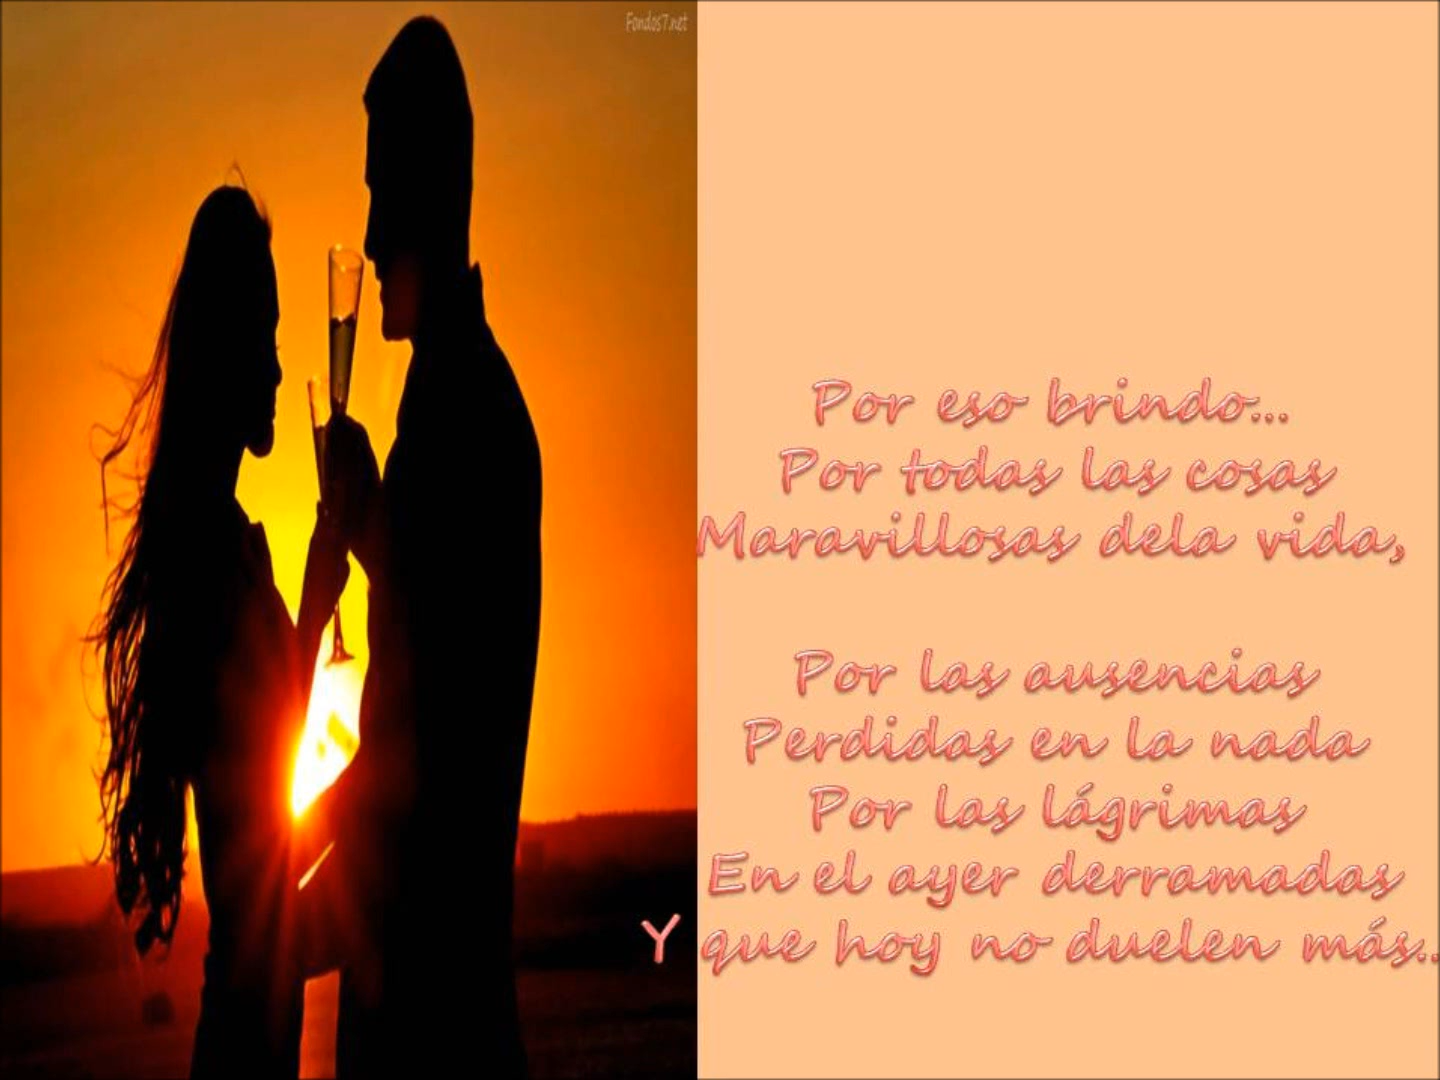 Fondos7.net
Por eso brindo...
Por todas las cosas
Maravillosas dela vida,
Por las ausencias
Perdidas en la nada
Por las lágrimas
En el ayer derramadas
Y que hoy no duelen más..